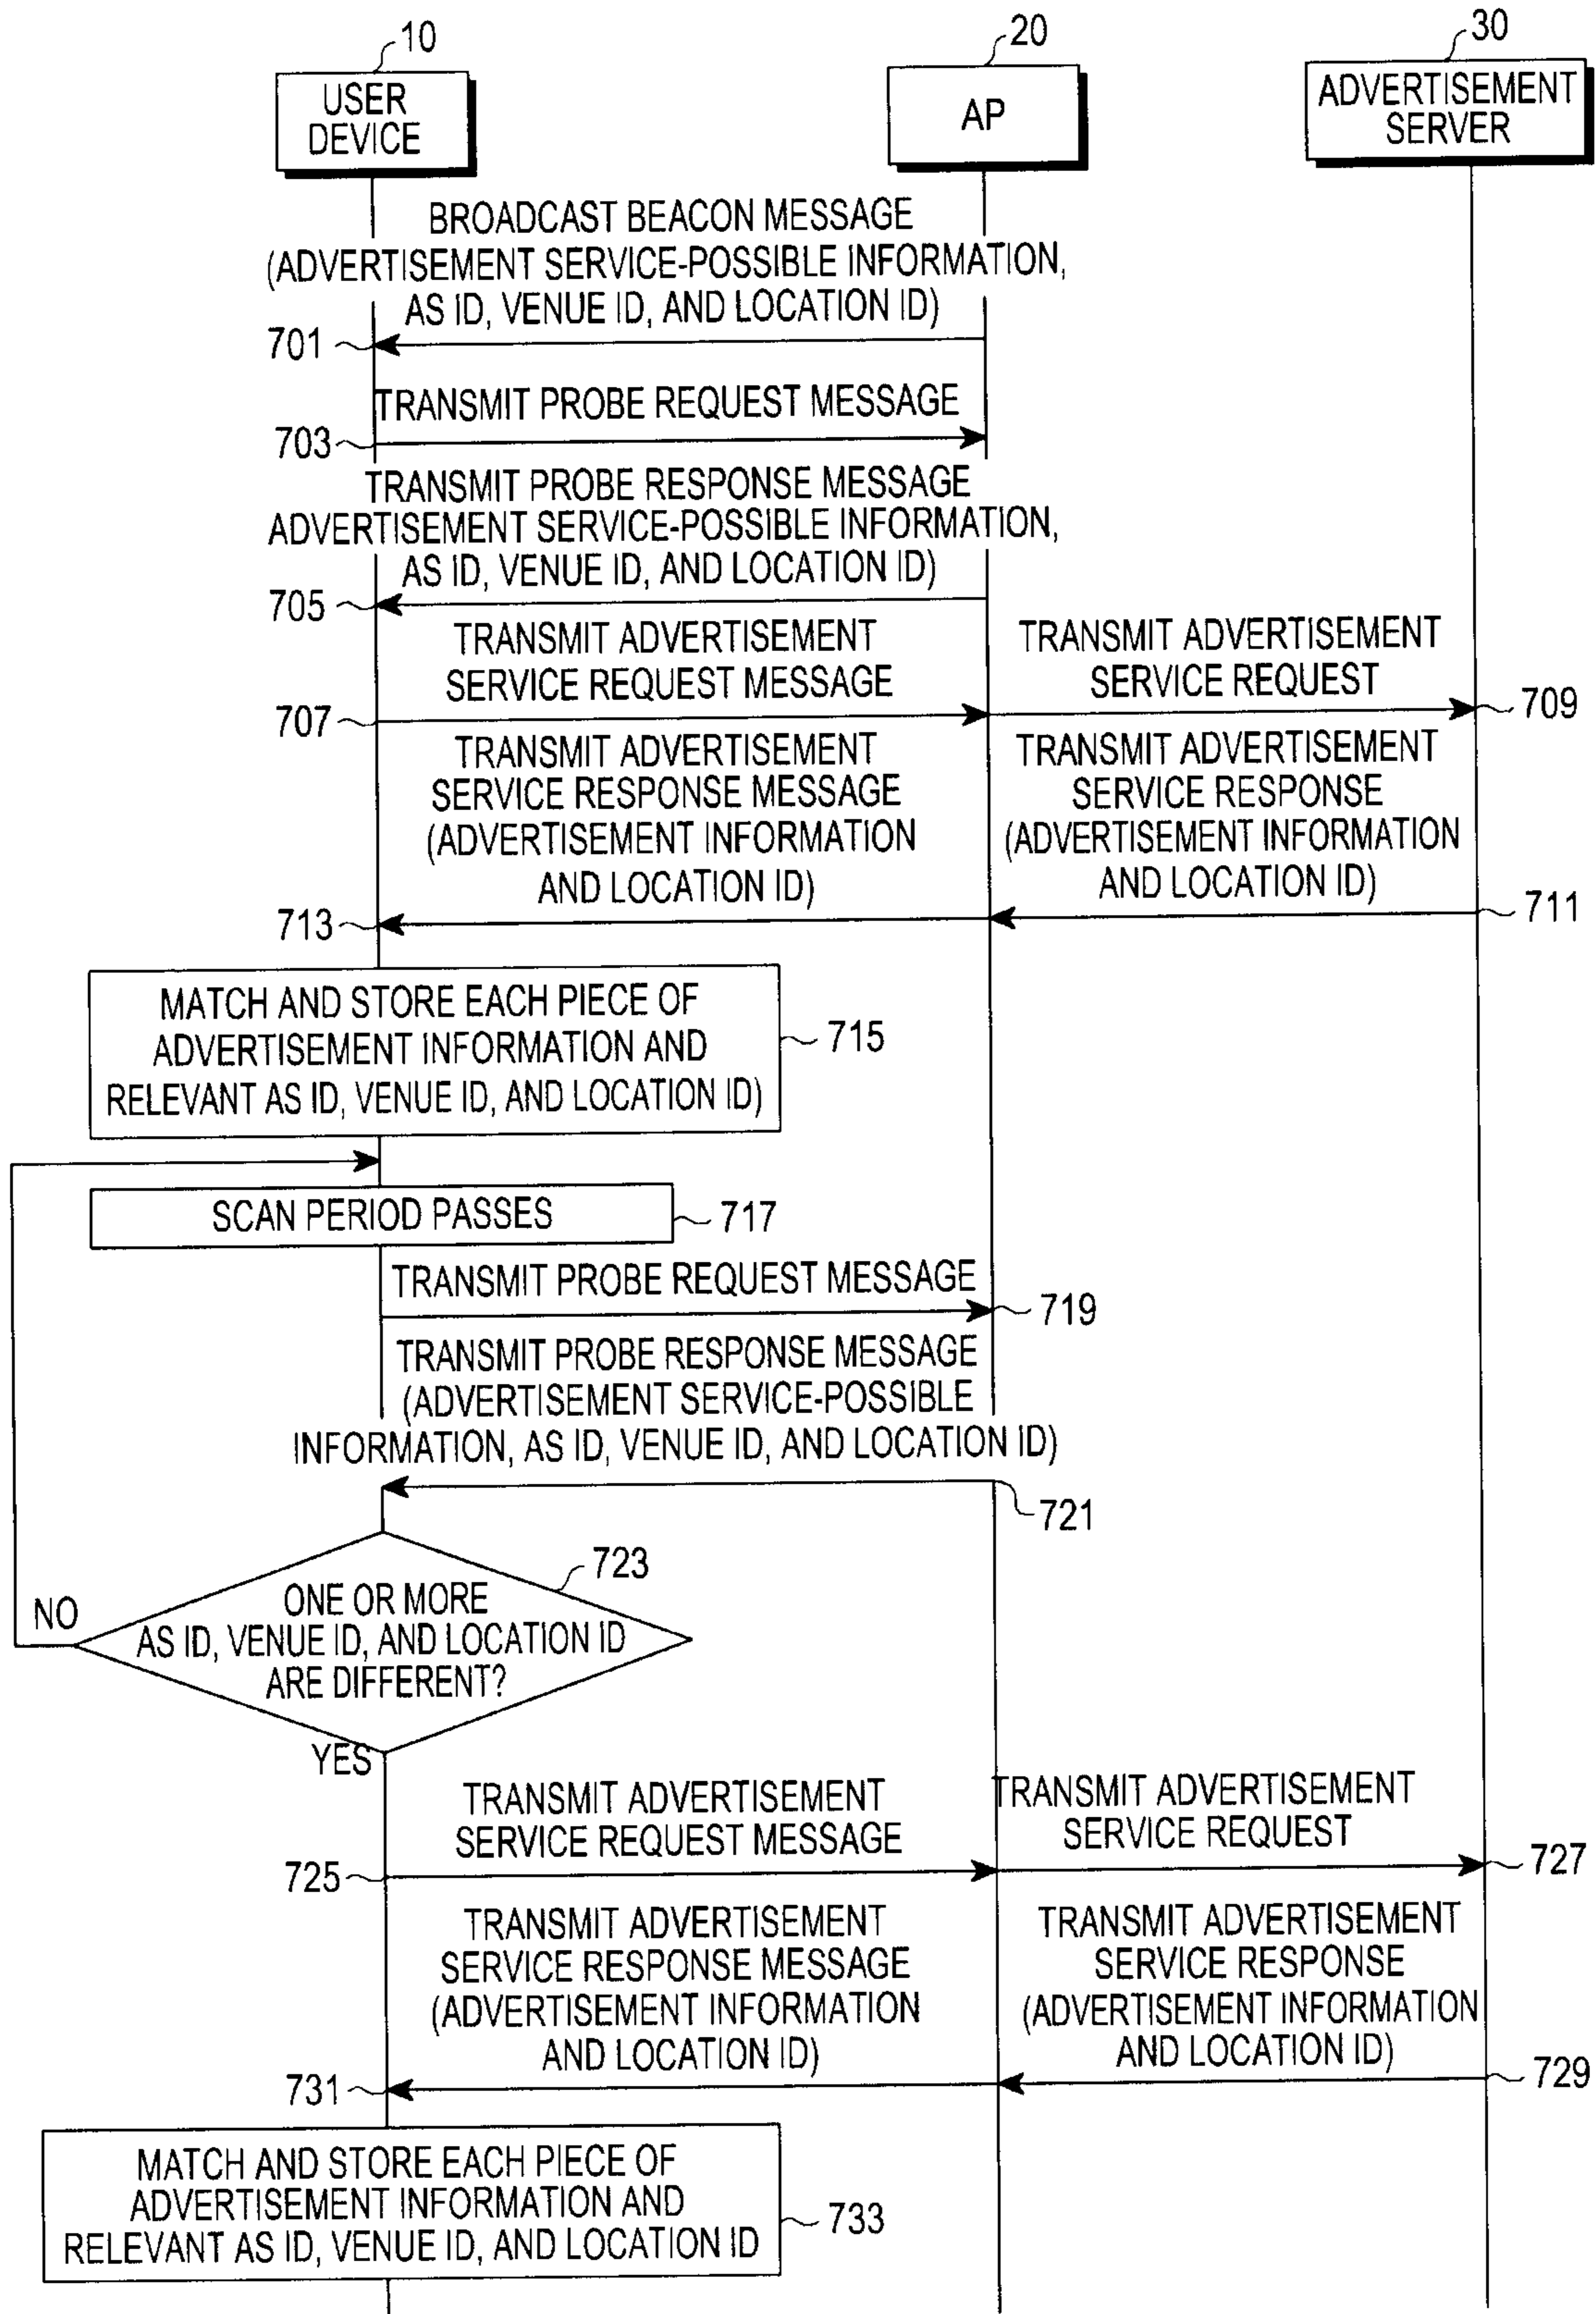 10
20
30
USER
DEVICE
AP
ADVERTISEMENT
SERVER
BROADCAST BEACON MESSAGE
(ADVERTISEMENT SERVICE-POSSIBLE INFORMATION,
AS ID, VENUE ID, AND LOCATION ID)
701
TRANSMIT PROBE REQUEST MESSAGE
703
TRANSMIT PROBE RESPONSE MESSAGE
ADVERTISEMENT SERVICE-POSSIBLE INFORMATION,
AS ID, VENUE ID, AND LOCATION ID)
705
TRANSMIT ADVERTISEMENT
SERVICE REQUEST MESSAGE
707
TRANSMIT ADVERTISEMENT
SERVICE REQUEST
709
TRANSMIT ADVERTISEMENT
SERVICE RESPONSE MESSAGE
(ADVERTISEMENT INFORMATION
AND LOCATION ID)
713
TRANSMIT ADVERTISEMENT
SERVICE RESPONSE
(ADVERTISEMENT INFORMATION
AND LOCATION ID)
711
MATCH AND STORE EACH PIECE OF
ADVERTISEMENT INFORMATION AND
RELEVANT AS ID, VENUE ID, AND LOCATION ID)
715
SCAN PERIOD PASSES
717
TRANSMIT PROBE REQUEST MESSAGE
719
TRANSMIT PROBE RESPONSE MESSAGE
(ADVERTISEMENT SERVICE-POSSIBLE
INFORMATION, AS ID, VENUE ID, AND LOCATION ID)
721
723
NO
ONE OR MORE
AS ID, VENUE ID, AND LOCATION ID
ARE DIFFERENT?
YES
TRANSMIT ADVERTISEMENT
SERVICE REQUEST MESSAGE
725
TRANSMIT ADVERTISEMENT
SERVICE REQUEST
727
TRANSMIT ADVERTISEMENT
SERVICE RESPONSE MESSAGE
(ADVERTISEMENT INFORMATION
AND LOCATION ID)
731
TRANSMIT ADVERTISEMENT
SERVICE RESPONSE
(ADVERTISEMENT INFORMATION
AND LOCATION ID)
729
MATCH AND STORE EACH PIECE OF
ADVERTISEMENT INFORMATION AND
RELEVANT AS ID, VENUE ID, AND LOCATION ID
733